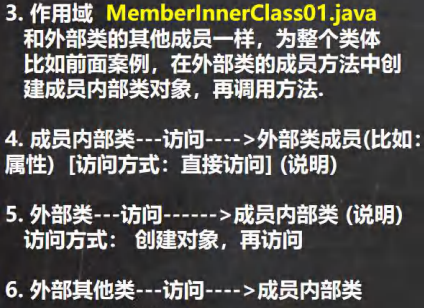 3. 作用域 MemberInnerClass01.java
和外部类的其他成员一样，为整个类体
比如前面案例，在外部类的成员方法中创
建成员内部类对象，再调用方法.
4. 成员内部类---访问---->外部类成员(比如：
属性) [访问方式：直接访问] (说明)
5. 外部类---访问------>成员内部类 (说明)
访问方式： 创建对象，再访问
6. 外部其他类---访问---->成员内部类